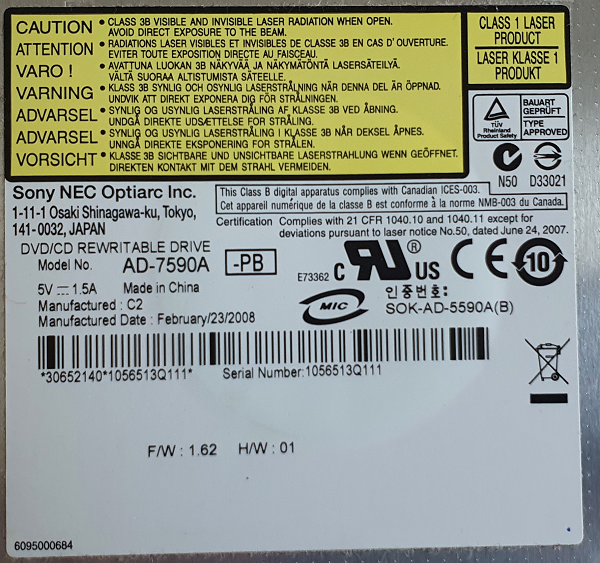 CAUTION • CLASS 3B VISIBLE AND INVISIBLE LASER RADIATION WHEN OPEN.
AVOID DIRECT EXPOSURE TO THE BEAM.
ATTENTION • RADIATIONS LASER VISIBLES ET INVISIBLES DE CLASSE 3B EN CAS D'OUVERTURE.
EVITER TOUTE EXPOSITION DIRECTE AU FAISCEAU.
VARO ! • AVATTUNA LUOKAN 3B NÄKYVÄÄ JA NÄKYMÄTÖNTÄ LASERSÄTEILYÄ.
VÄLTÄ SUORAA ALTISTUMISTA SÄTEELLE.
VARNING • KLASS 3B SYNLIG OCH OSYNLIG LASERSTRÅLNING NÄR DENNA DEL ÄR ÖPPNAD.
UNDVIK ATT DIREKT EXPONERA DIG FÖR STRÅLNINGEN.
ADVARSEL • SYNLIG OG USYNLIG LASERSTRÅLING AF KLASSE 3B VED ÅBNING.
UNDGÅ DIREKTE UDSÆTTELSE FOR STRÅLING.
ADVARSEL • SYNLIG OG USYNLIG LASERSTRÅLING I KLASSE 3B NÅR DEKSEL ÅPNES.
UNNGÅ DIREKTE EKSPONERING FOR STRÅLEN.
VORSICHT • KLASSE 3B SICHTBARE UND UNSICHTBARE LASERSTRAHLUNG WENN GEÖFFNET.
DIREKTEN KONTAKT MIT DEM STRAHL VERMEIDEN.
CLASS 1 LASER
PRODUCT
LASER KLASSE 1
PRODUKT
TÜV
Rheinland
Product Safety
BAUART
GEPRÜFT
TYPE
APPROVED
N50 D33021
Sony NEC Optiarc Inc.
1-11-1 Osaki Shinagawa-ku, Tokyo,
141-0032, JAPAN
This Class B digital apparatus complies with Canadian ICES-003.
Cet appareil numérique de la classe B est conforme à la norme NMB-003 du Canada.
Certification Complies with 21 CFR 1040.10 and 1040.11 except for
deviations pursuant to laser notice No.50, dated June 24, 2007.
DVD/CD REWRITABLE DRIVE
Model No. AD-7590A -PB
5V ⎓ 1.5A Made in China
Manufactured : C2
Manufactured Date : February/23/2008
E73362 C RU ® US CE 10
MIC
인증번호:
SOK-AD-5590A(B)
*30652140*1056513Q111* Serial Number:1056513Q111
F/W : 1.62 H/W : 01
6095000684